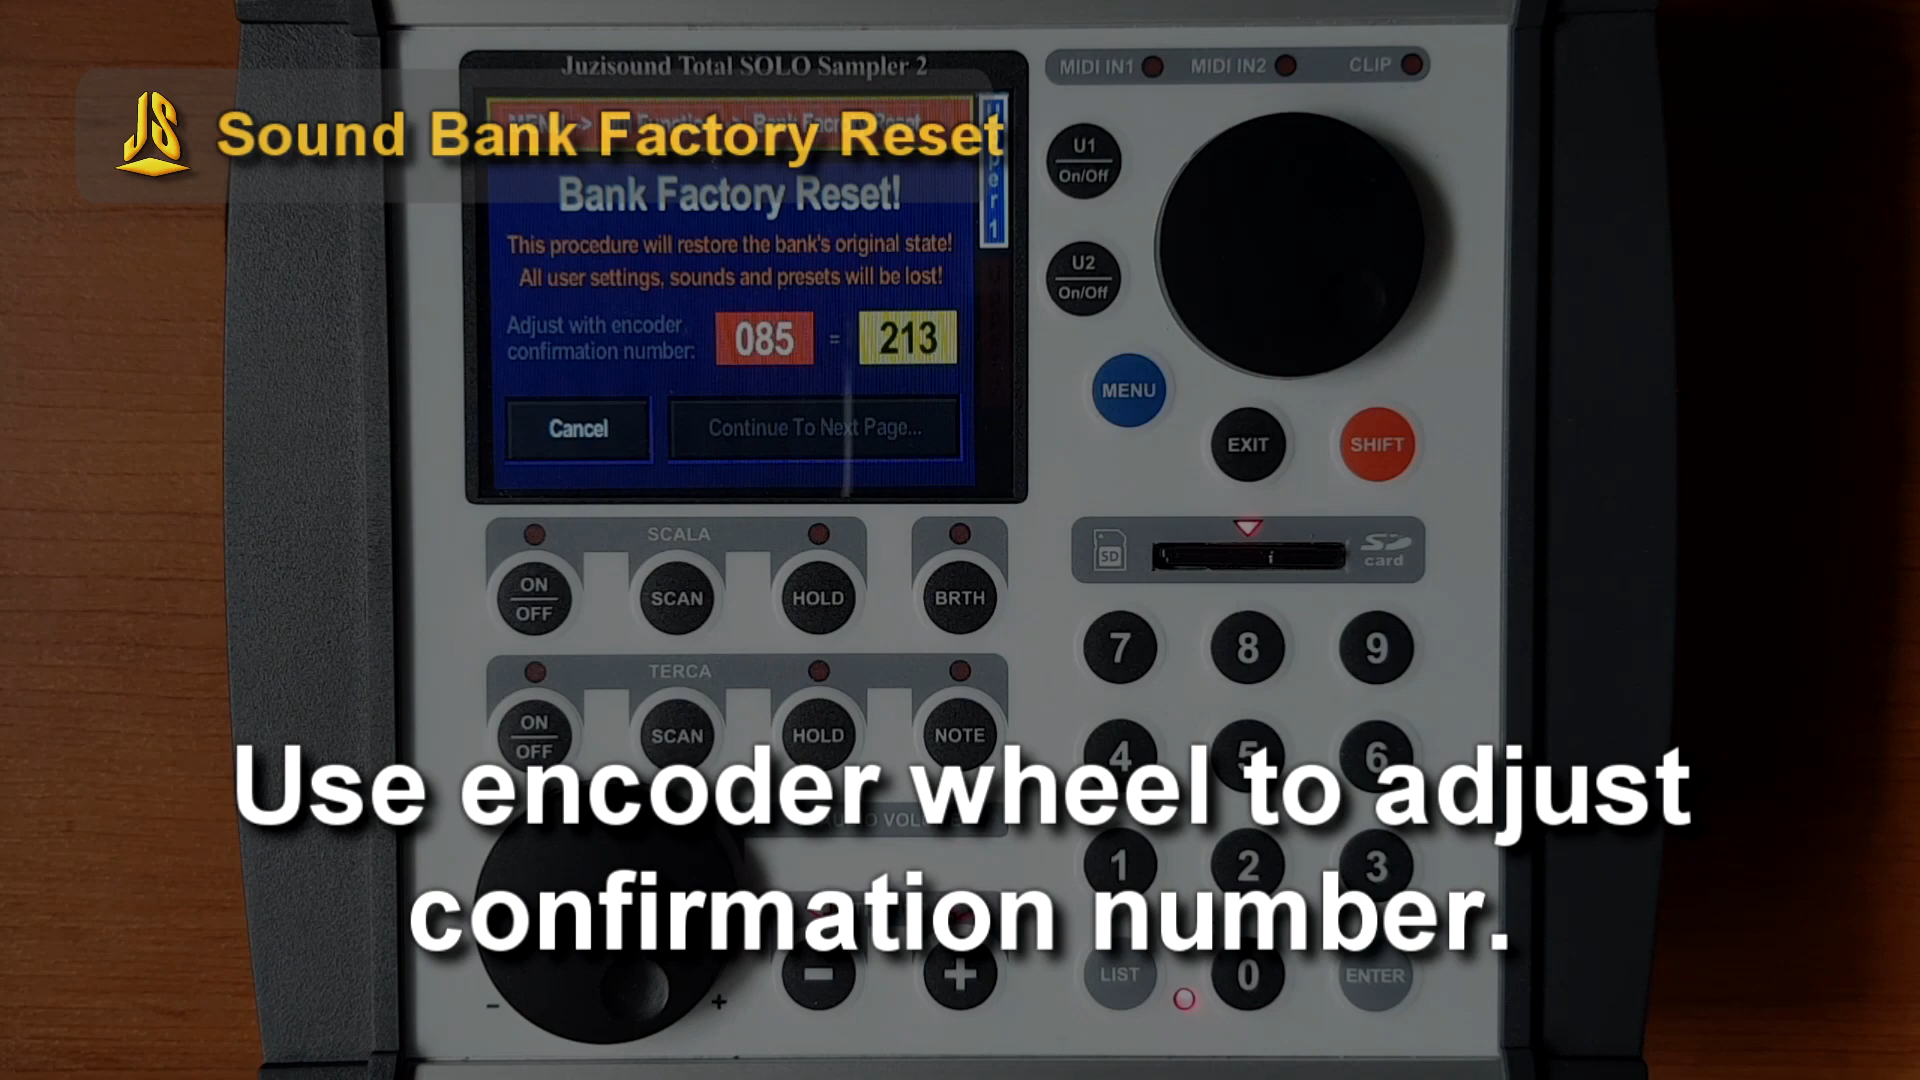 Juzisound Total SOLO Sampler 2
JS Sound Bank Factory Reset
Bank Factory Reset!
This procedure will restore the bank's original state!
All user settings, sounds and presets will be lost!
Adjust with encoder
confirmation number: 085 = 213
Cancel Continue To Next Page...
MIDI IN1 MIDI IN2 CLIP
U1
On/Off
U2
On/Off
MENU
EXIT SHIFT
SD SD
card
SCALA
ON
OFF SCAN HOLD BRTH
TERCA
ON
OFF SCAN HOLD NOTE
7 8 9
4 5 6
1 2 3
LIST 0 ENTER
- +
- +
Use encoder wheel to adjust
confirmation number.